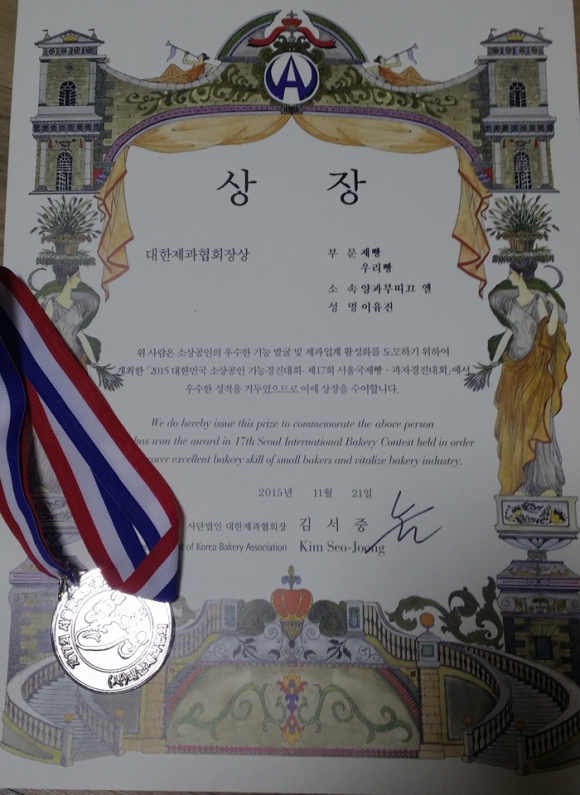 상 장
대한제과협회장상
부 문 제빵
우리빵
소 속 양과부띠끄 엘
성 명 이유진
위 사람은 소상공인의 우수한 기능 발굴 및 제과업계 활성화를 도모하기 위하여
개최한 「2015 대한민국 소상공인 기능경진대회· 제17회 서울국제빵 · 과자경진대회」에서
우수한 성적을 거두었으므로 이에 상장을 수여합니다.
We do hereby issue this prize to commemorate the above person
has won the award in 17th Seoul International Bakery Contest held in order
cover excellent bakery skill of small bakers and vitalize bakery industry.
2015년 11월 21일
사단법인 대한제과협회장 김 서 중
of Korea Bakery Association Kim Seo-Joong